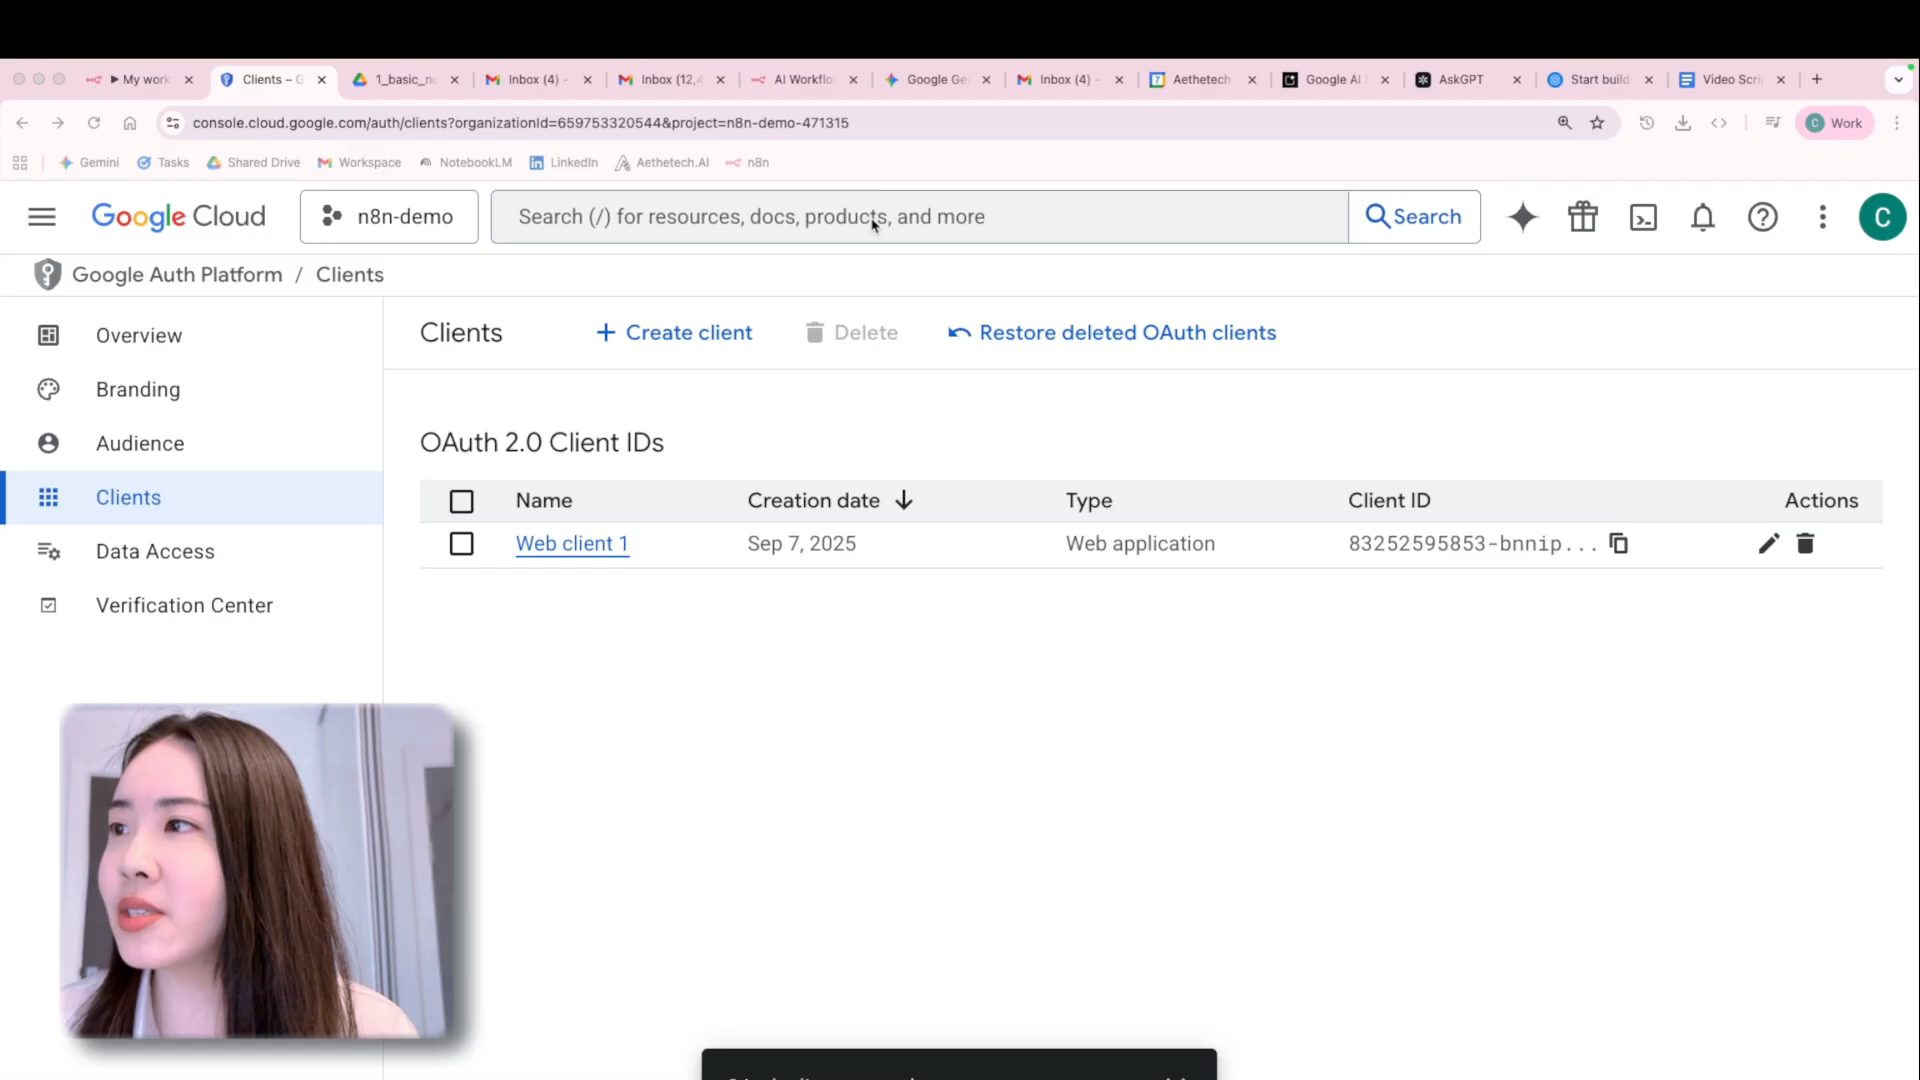 My work
Clients – G
1_basic_no
Inbox (4) -
Inbox (12,4
AI Workflo
Google Ge
Inbox (4) -
Aethetech
Google AI
AskGPT
Start build
Video Scri
console.cloud.google.com/auth/clients?organizationId=659753320544&project=n8n-demo-471315
Work
Gemini
Tasks
Shared Drive
Workspace
NotebookLM
LinkedIn
Aethetech.AI
n8n
Google Cloud
n8n-demo
Search (/) for resources, docs, products, and more
Search
C
Google Auth Platform / Clients
Overview
Branding
Audience
Clients
Data Access
Verification Center
Clients
Create client
Delete
Restore deleted OAuth clients
OAuth 2.0 Client IDs
Name Creation date Type Client ID Actions
Web client 1 Sep 7, 2025 Web application 83252595853-bnnip...